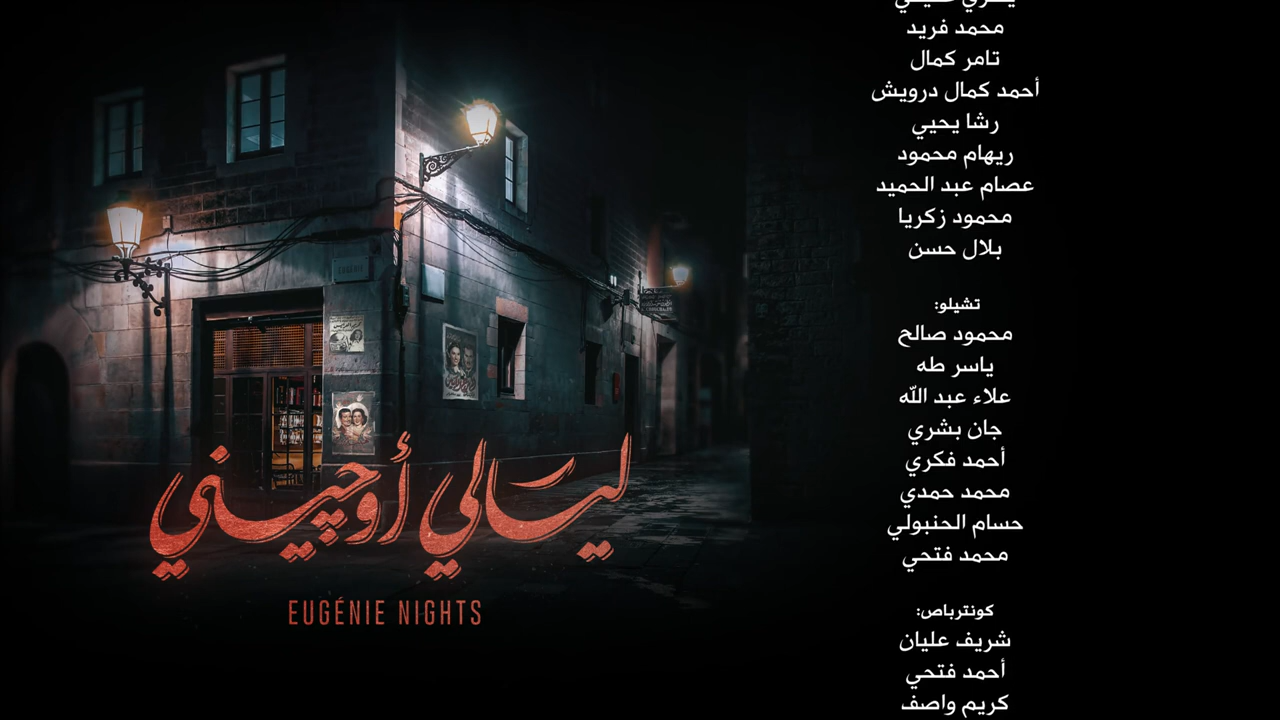 ليالي أوچيني
EUGÉNIE NIGHTS
محمد فريد
تامر كمال
أحمد كمال درويش
رشا يحيي
ريهام محمود
عصام عبد الحميد
محمود زكريا
بلال حسن
تشيلو:
محمود صالح
ياسر طه
علاء عبد الله
جان بشري
أحمد فكري
محمد حمدي
حسام الحنبولي
محمد فتحي
كونترباص:
شريف عليان
أحمد فتحي
كريم واصف